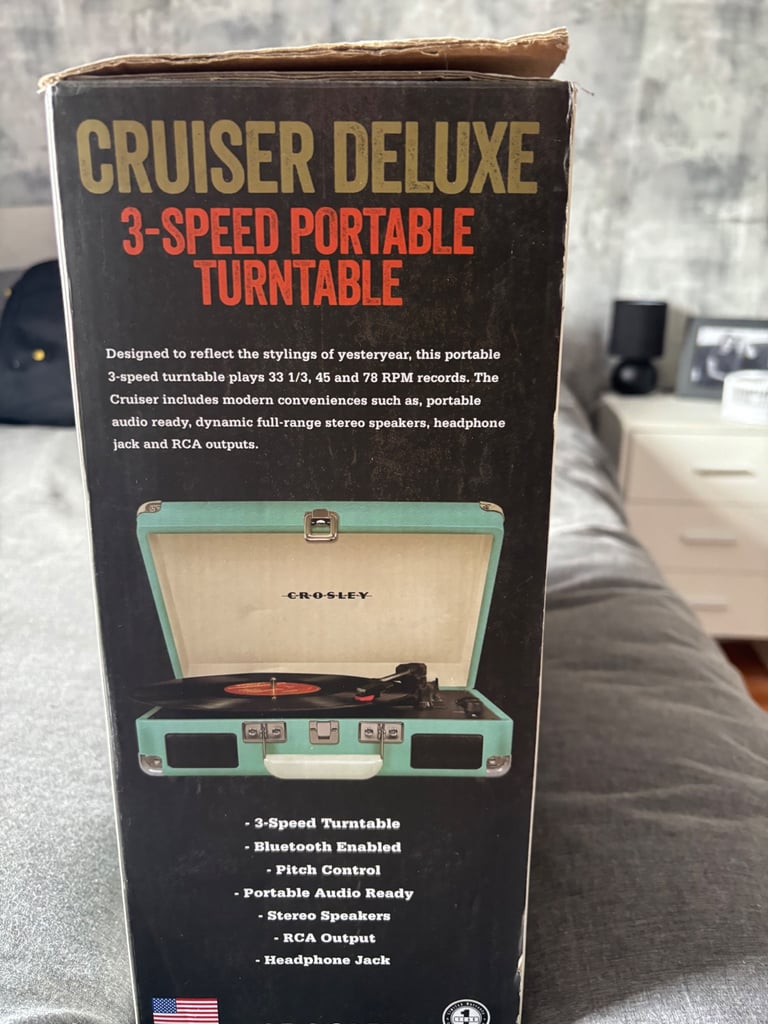 CRUISER DELUXE
3-SPEED PORTABLE
TURNTABLE
Designed to reflect the stylings of yesteryear, this portable
3-speed turntable plays 33 1/3, 45 and 78 RPM records. The
Cruiser includes modern conveniences such as, portable
audio ready, dynamic full-range stereo speakers, headphone
jack and RCA outputs.
CROSLEY
- 3-Speed Turntable
- Bluetooth Enabled
- Pitch Control
- Portable Audio Ready
- Stereo Speakers
- RCA Output
- Headphone Jack
1